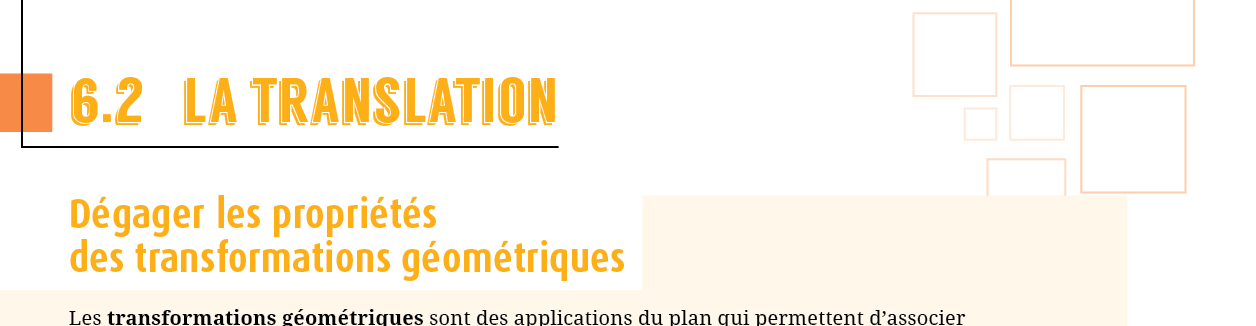 6.2 LA TRANSLATION
Dégager les propriétés
des transformations géométriques
Les transformations géométriques sont des applications du plan qui permettent d’associer